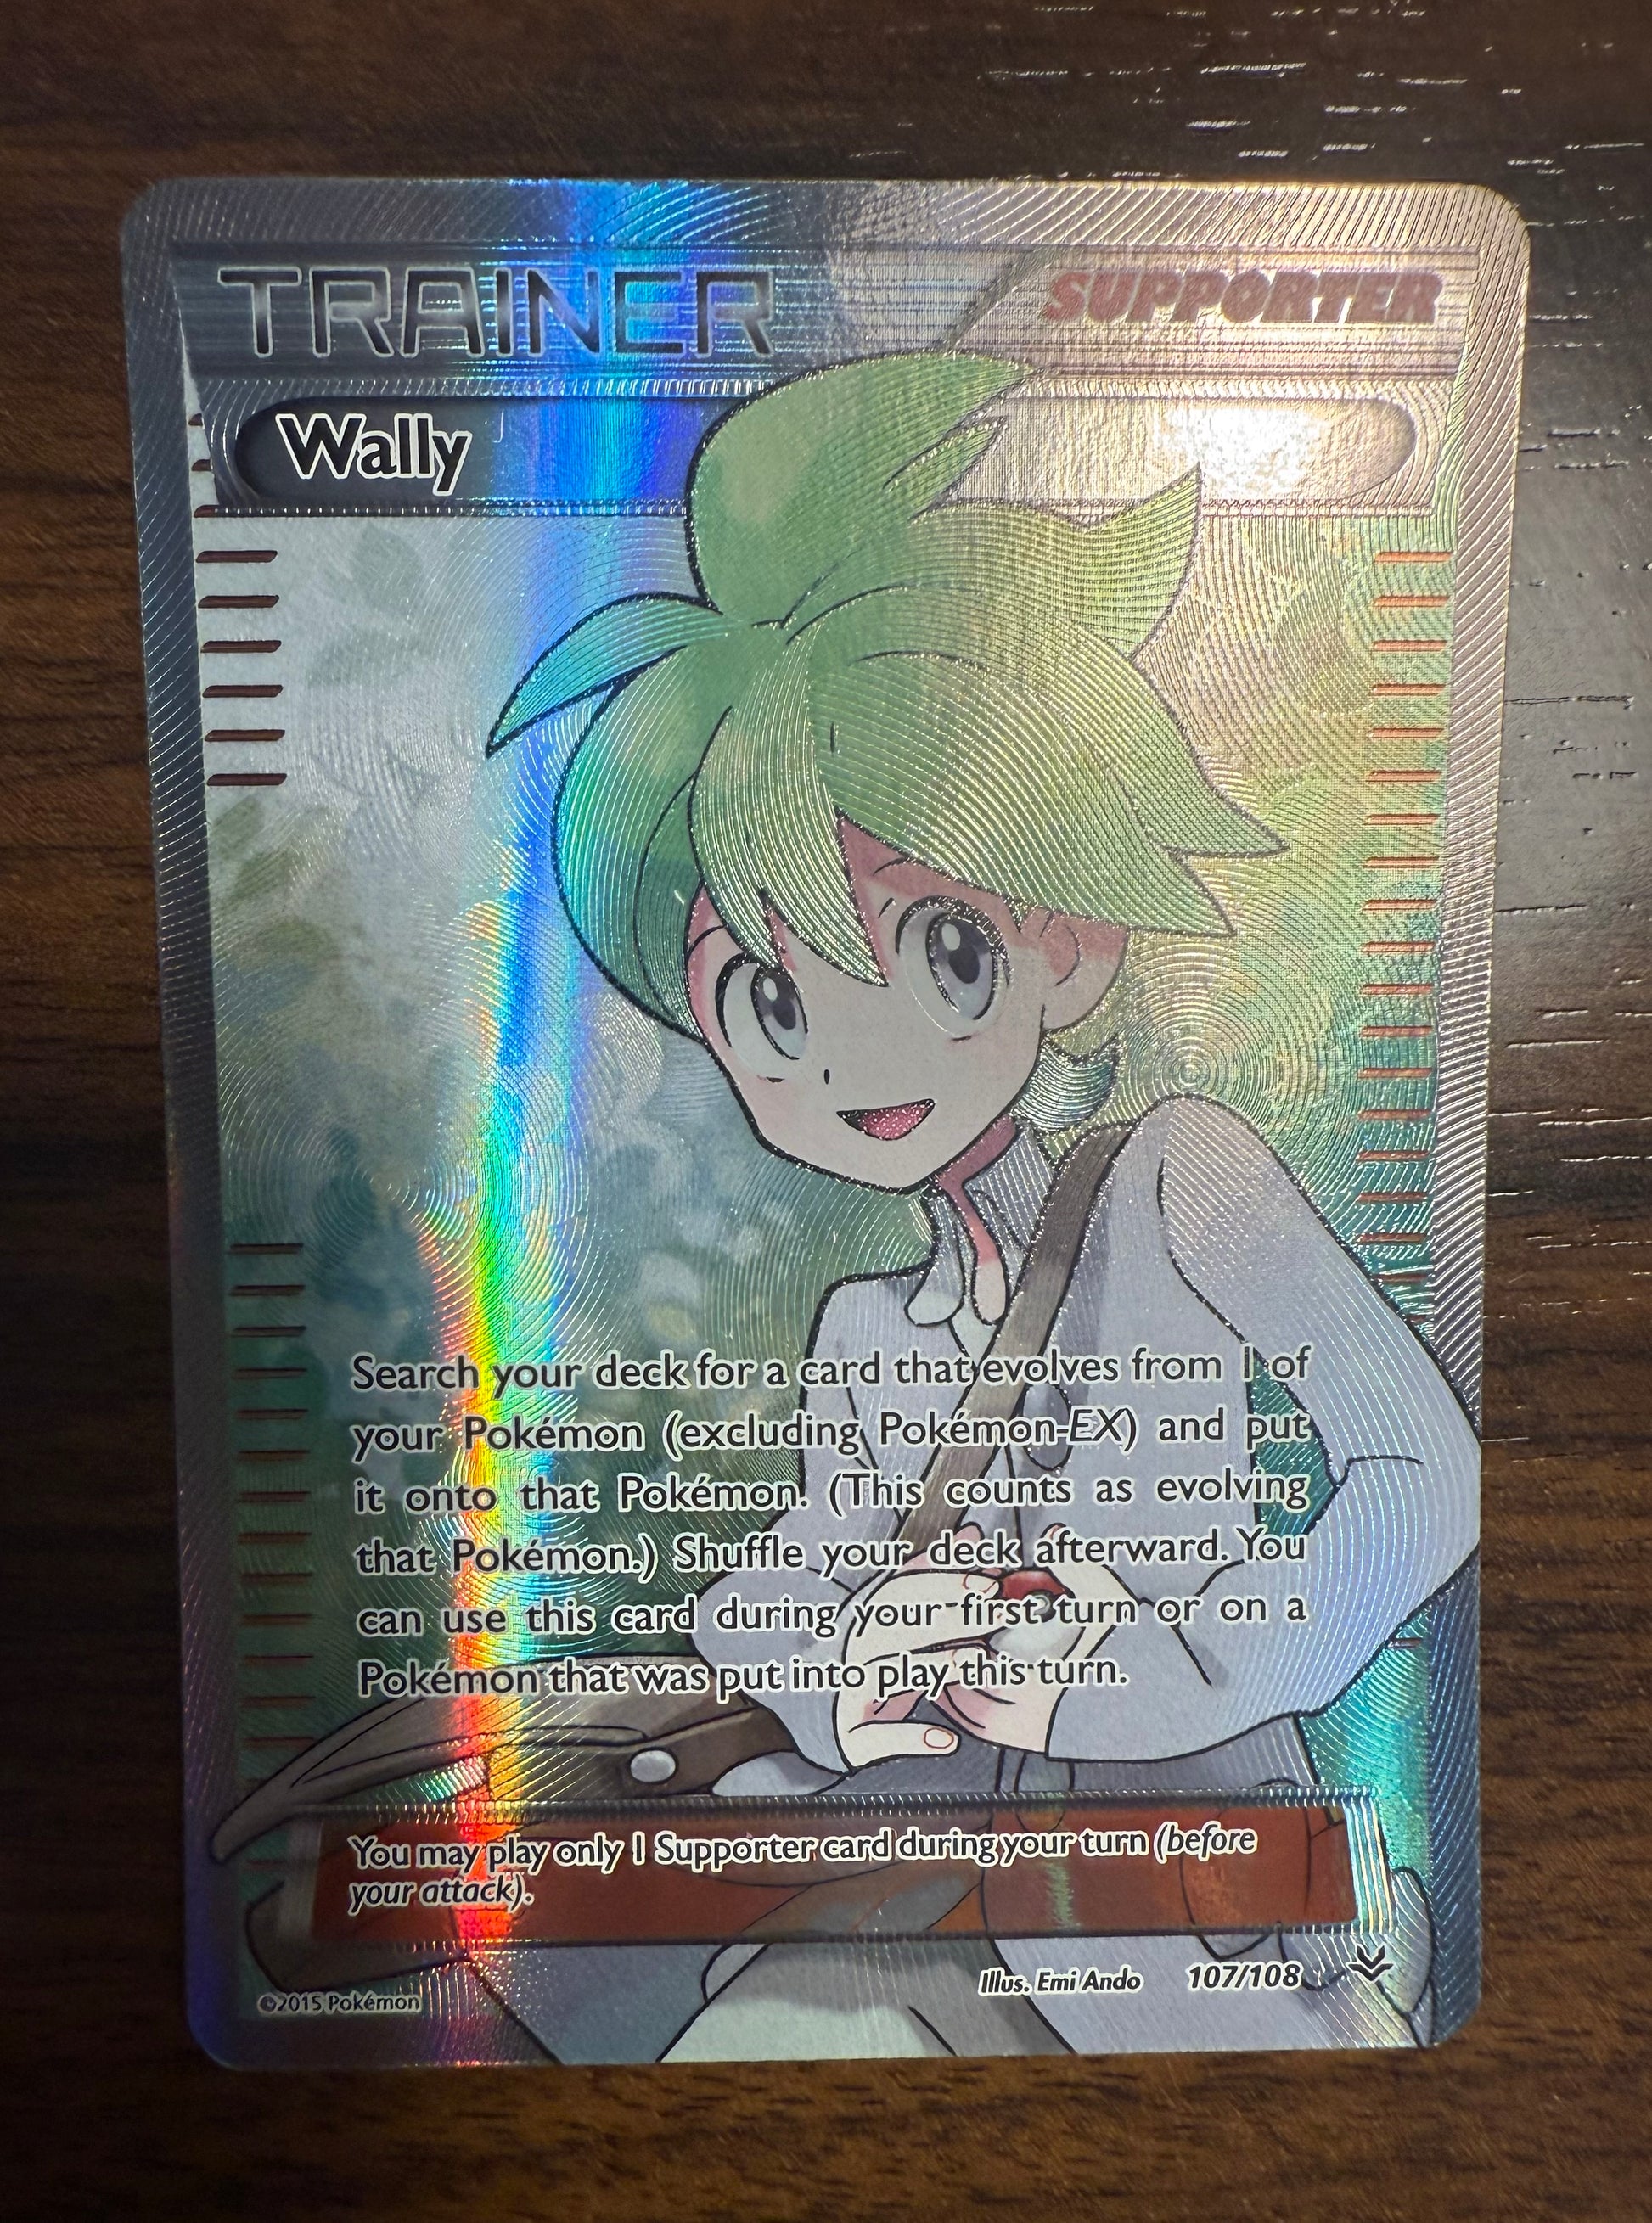 TRAINER SUPPORTER
Wally
Search your deck for a card that evolves from 1 of
your Pokémon (excluding Pokémon-EX) and put
it onto that Pokémon. (This counts as evolving
that Pokémon.) Shuffle your deck afterward. You
can use this card during your first turn or on a
Pokémon that was put into play this turn.
You may play only 1 Supporter card during your turn (before
your attack).
Illus. Emi Ando 107/108
©2015 Pokémon